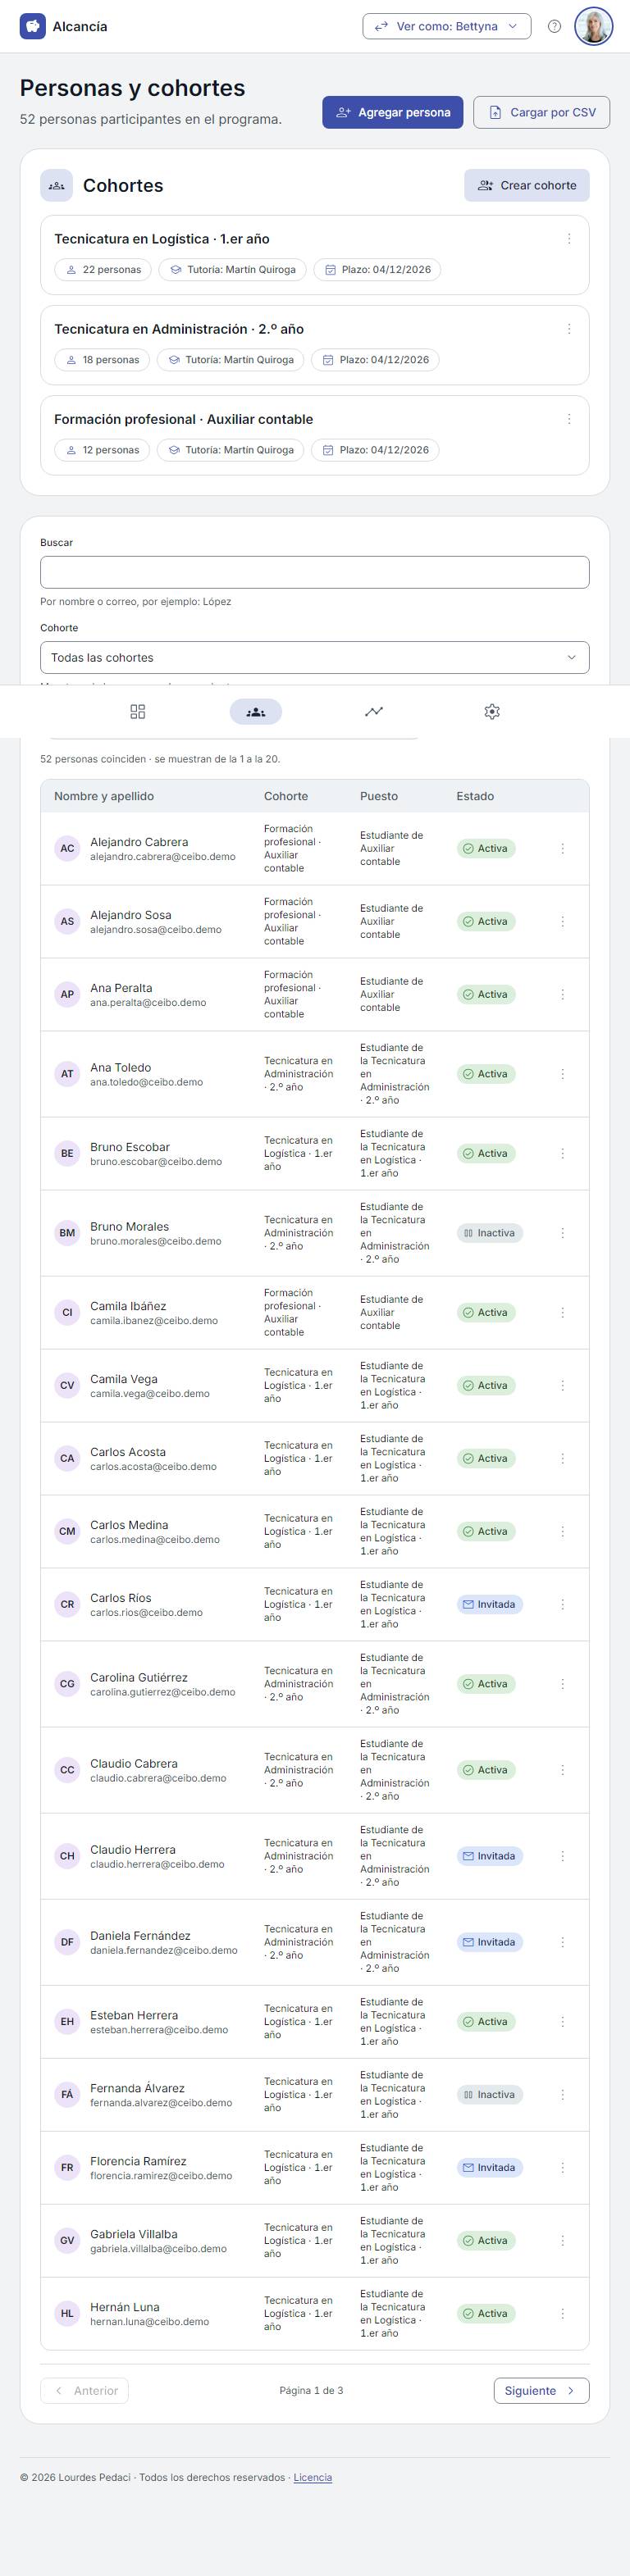 Alcancía
Ver como: Bettyna
Personas y cohortes
52 personas participantes en el programa.
Agregar persona
Cargar por CSV
Cohortes
Crear cohorte
Tecnicatura en Logística · 1.er año
22 personas
Tutoría: Martín Quiroga
Plazo: 04/12/2026
Tecnicatura en Administración · 2.º año
18 personas
Tutoría: Martín Quiroga
Plazo: 04/12/2026
Formación profesional · Auxiliar contable
12 personas
Tutoría: Martín Quiroga
Plazo: 04/12/2026
Buscar
Por nombre o correo, por ejemplo: López
Cohorte
Todas las cohortes
52 personas coinciden · se muestran de la 1 a la 20.
Nombre y apellido
Cohorte
Puesto
Estado
AC
Alejandro Cabrera
alejandro.cabrera@ceibo.demo
Formación
profesional ·
Auxiliar
contable
Estudiante de
Auxiliar
contable
Activa
AS
Alejandro Sosa
alejandro.sosa@ceibo.demo
Formación
profesional ·
Auxiliar
contable
Estudiante de
Auxiliar
contable
Activa
AP
Ana Peralta
ana.peralta@ceibo.demo
Formación
profesional ·
Auxiliar
contable
Estudiante de
Auxiliar
contable
Activa
AT
Ana Toledo
ana.toledo@ceibo.demo
Tecnicatura en
Administración
· 2.º año
Estudiante de
la Tecnicatura
en
Administración
· 2.º año
Activa
BE
Bruno Escobar
bruno.escobar@ceibo.demo
Tecnicatura en
Logística · 1.er
año
Estudiante de
la Tecnicatura
en Logística ·
1.er año
Activa
BM
Bruno Morales
bruno.morales@ceibo.demo
Tecnicatura en
Administración
· 2.º año
Estudiante de
la Tecnicatura
en
Administración
· 2.º año
Inactiva
CI
Camila Ibáñez
camila.ibanez@ceibo.demo
Formación
profesional ·
Auxiliar
contable
Estudiante de
Auxiliar
contable
Activa
CV
Camila Vega
camila.vega@ceibo.demo
Tecnicatura en
Logística · 1.er
año
Estudiante de
la Tecnicatura
en Logística ·
1.er año
Activa
CA
Carlos Acosta
carlos.acosta@ceibo.demo
Tecnicatura en
Logística · 1.er
año
Estudiante de
la Tecnicatura
en Logística ·
1.er año
Activa
CM
Carlos Medina
carlos.medina@ceibo.demo
Tecnicatura en
Logística · 1.er
año
Estudiante de
la Tecnicatura
en Logística ·
1.er año
Activa
CR
Carlos Ríos
carlos.rios@ceibo.demo
Tecnicatura en
Logística · 1.er
año
Estudiante de
la Tecnicatura
en Logística ·
1.er año
Invitada
CG
Carolina Gutiérrez
carolina.gutierrez@ceibo.demo
Tecnicatura en
Administración
· 2.º año
Estudiante de
la Tecnicatura
en
Administración
· 2.º año
Activa
CC
Claudio Cabrera
claudio.cabrera@ceibo.demo
Tecnicatura en
Administración
· 2.º año
Estudiante de
la Tecnicatura
en
Administración
· 2.º año
Activa
CH
Claudio Herrera
claudio.herrera@ceibo.demo
Tecnicatura en
Administración
· 2.º año
Estudiante de
la Tecnicatura
en
Administración
· 2.º año
Invitada
DF
Daniela Fernández
daniela.fernandez@ceibo.demo
Tecnicatura en
Administración
· 2.º año
Estudiante de
la Tecnicatura
en
Administración
· 2.º año
Invitada
EH
Esteban Herrera
esteban.herrera@ceibo.demo
Tecnicatura en
Logística · 1.er
año
Estudiante de
la Tecnicatura
en Logística ·
1.er año
Activa
FÁ
Fernanda Álvarez
fernanda.alvarez@ceibo.demo
Tecnicatura en
Logística · 1.er
año
Estudiante de
la Tecnicatura
en Logística ·
1.er año
Inactiva
FR
Florencia Ramírez
florencia.ramirez@ceibo.demo
Tecnicatura en
Logística · 1.er
año
Estudiante de
la Tecnicatura
en Logística ·
1.er año
Invitada
GV
Gabriela Villalba
gabriela.villalba@ceibo.demo
Tecnicatura en
Logística · 1.er
año
Estudiante de
la Tecnicatura
en Logística ·
1.er año
Activa
HL
Hernán Luna
hernan.luna@ceibo.demo
Tecnicatura en
Logística · 1.er
año
Estudiante de
la Tecnicatura
en Logística ·
1.er año
Activa
Anterior
Página 1 de 3
Siguiente
© 2026 Lourdes Pedaci · Todos los derechos reservados · Licencia